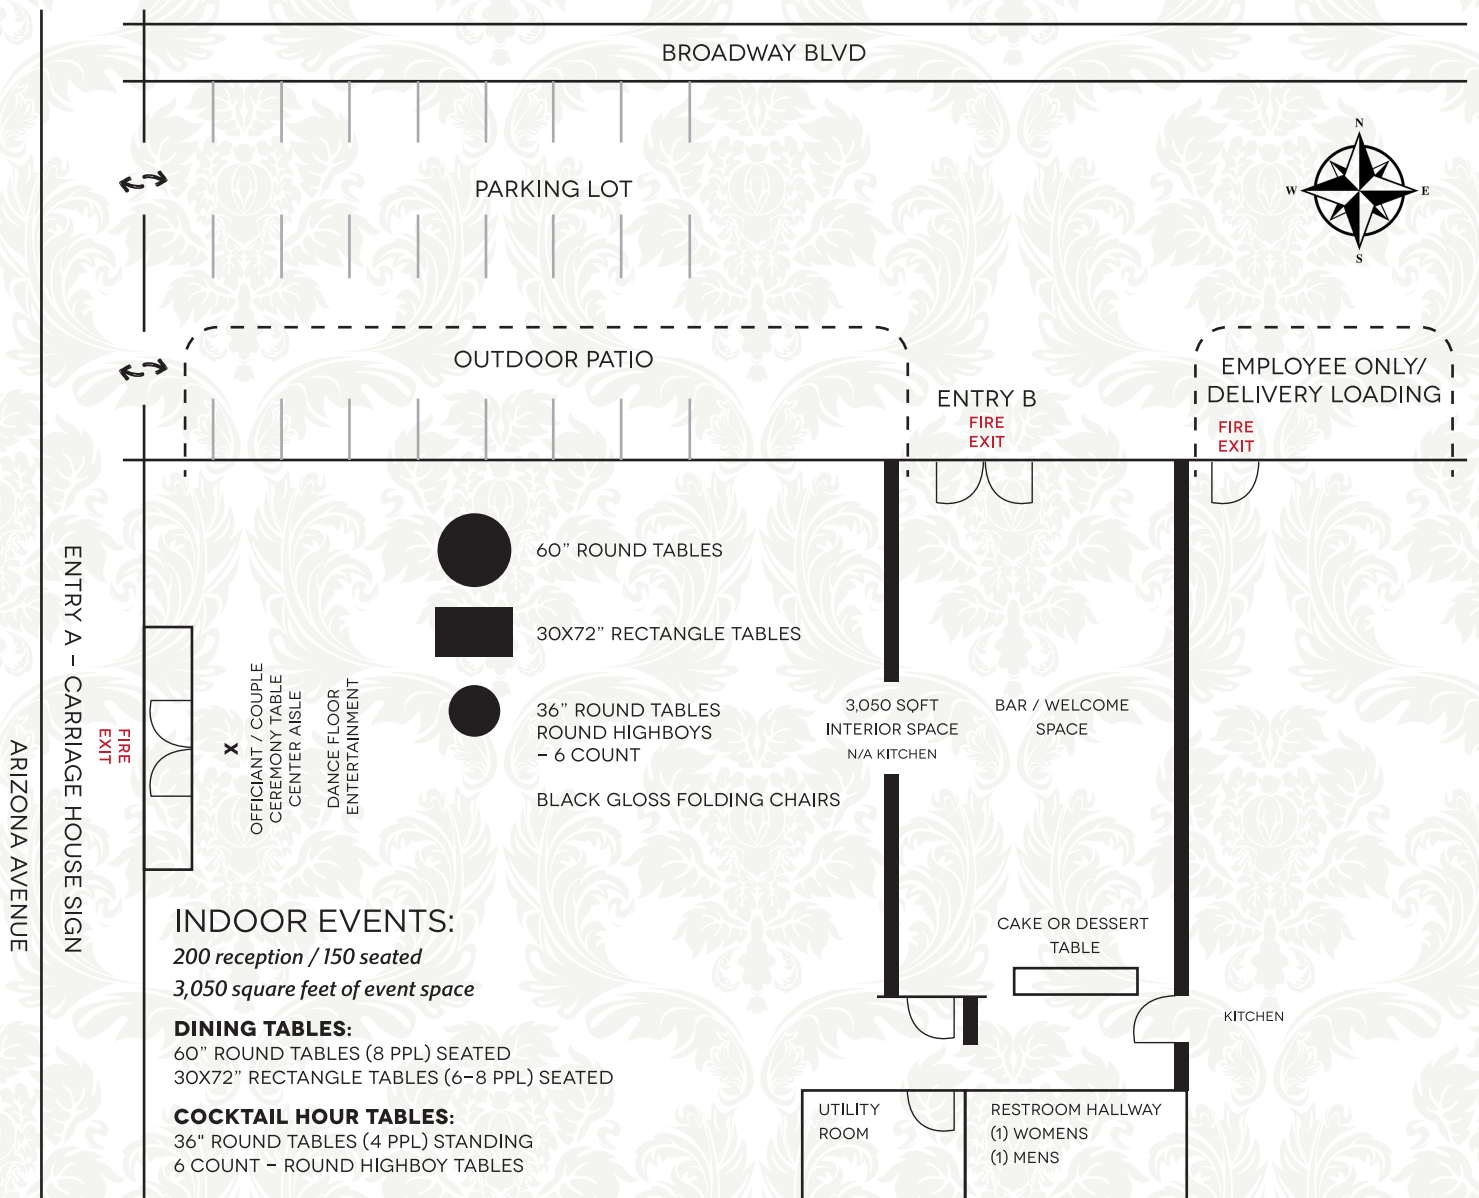 BROADWAY BLVD
PARKING LOT
N
W
E
S
OUTDOOR PATIO
EMPLOYEE ONLY/
DELIVERY LOADING
FIRE
EXIT
ENTRY B
FIRE
EXIT
60” ROUND TABLES
30X72” RECTANGLE TABLES
36” ROUND TABLES
ROUND HIGHBOYS
– 6 COUNT
BLACK GLOSS FOLDING CHAIRS
3,050 SQFT
INTERIOR SPACE
N/A KITCHEN
BAR / WELCOME
SPACE
ARIZONA AVENUE
ENTRY A – CARRIAGE HOUSE SIGN
FIRE
EXIT
X
OFFICIANT / COUPLE
CEREMONY TABLE
CENTER AISLE
DANCE FLOOR
ENTERTAINMENT
INDOOR EVENTS:
200 reception / 150 seated
3,050 square feet of event space
DINING TABLES:
60” ROUND TABLES (8 PPL) SEATED
30X72” RECTANGLE TABLES (6–8 PPL) SEATED
COCKTAIL HOUR TABLES:
36" ROUND TABLES (4 PPL) STANDING
6 COUNT – ROUND HIGHBOY TABLES
CAKE OR DESSERT
TABLE
KITCHEN
UTILITY
ROOM
RESTROOM HALLWAY
(1) WOMENS
(1) MENS